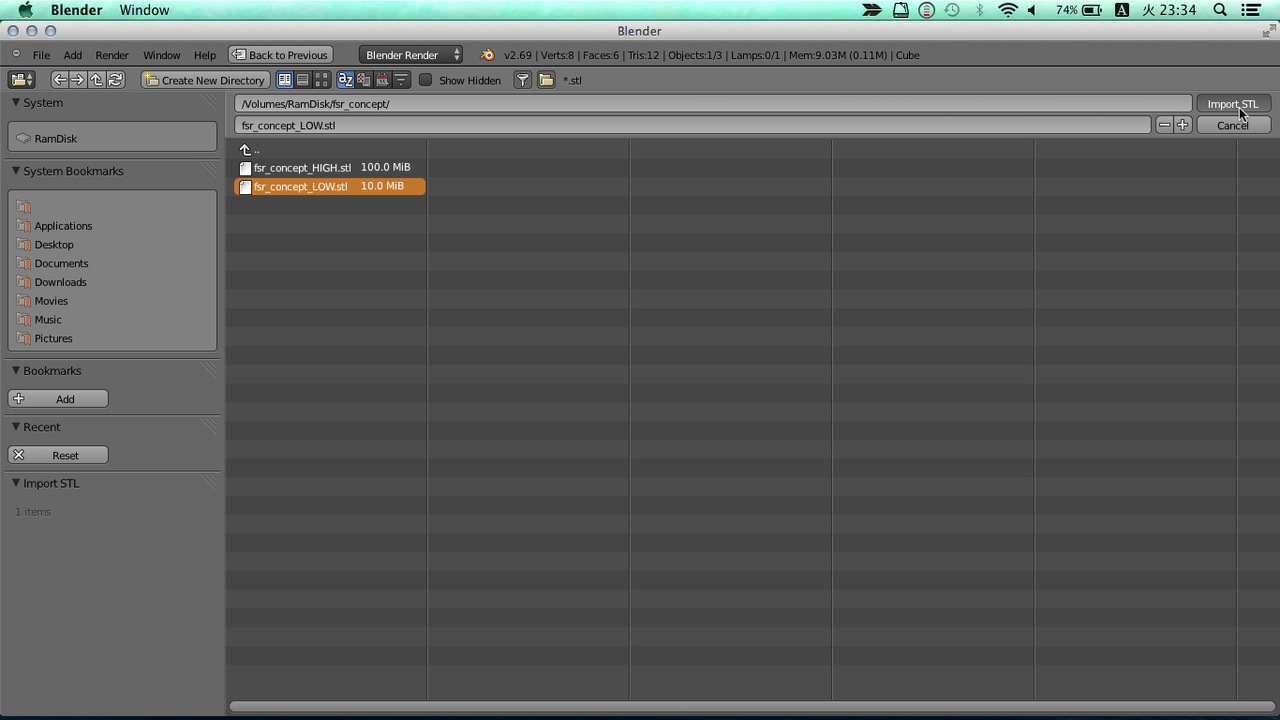 Blender Window 74% A 火 23:34
Blender
File Add Render Window Help Back to Previous Blender Render v2.69 | Verts:8 | Faces:6 | Tris:12 | Objects:1/3 | Lamps:0/1 | Mem:9.03M (0.11M) | Cube
Create New Directory az Show Hidden *.stl
System
/Volumes/RamDisk/fsr_concept/ Import STL
fsr_concept_LOW.stl Cancel
RamDisk
..
fsr_concept_HIGH.stl 100.0 MiB
fsr_concept_LOW.stl 10.0 MiB
System Bookmarks
Applications
Desktop
Documents
Downloads
Movies
Music
Pictures
Bookmarks
Add
Recent
Reset
Import STL
1 items